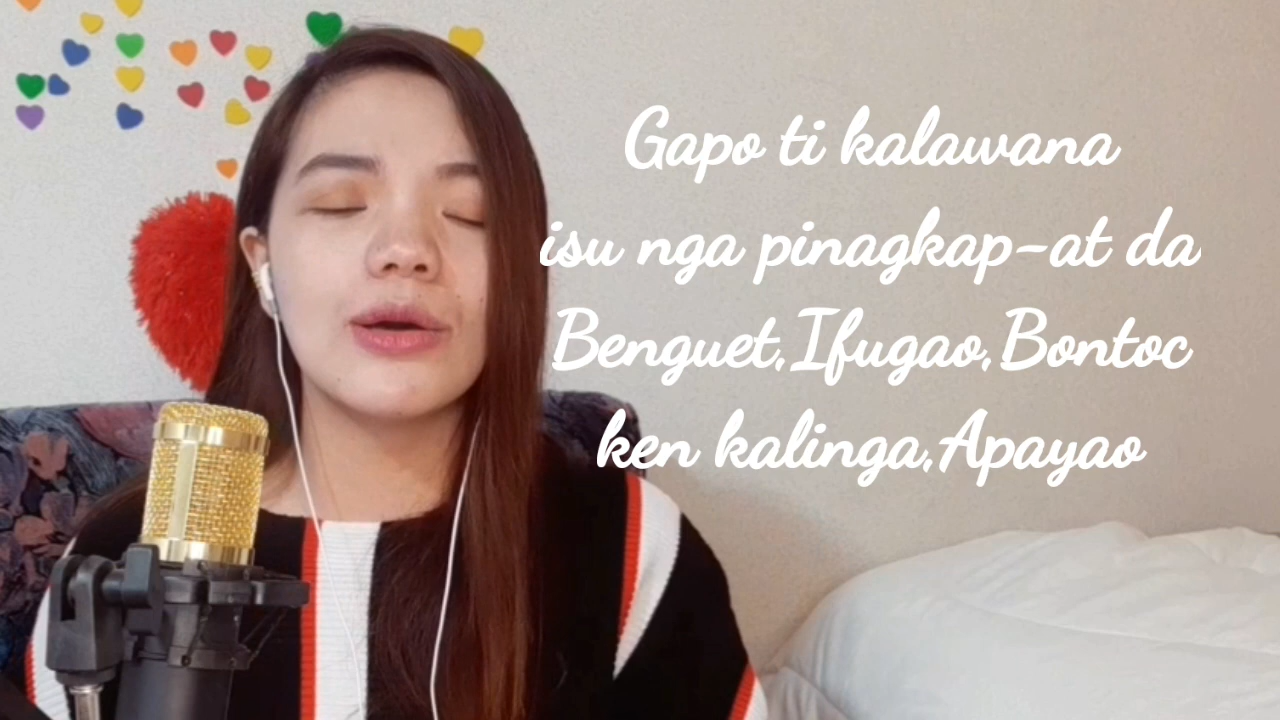 Gapo ti kalawana
isu nga pinagkap-at da
Benguet,Ifugao,Bontoc
ken kalinga,Apayao